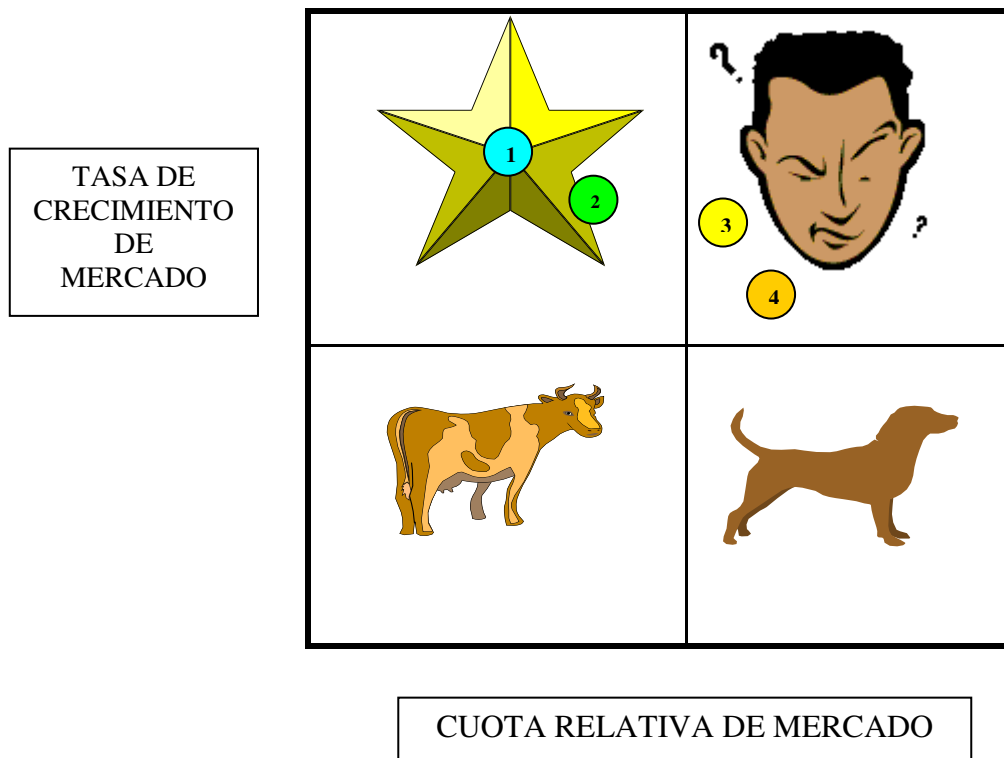 ?
1
2
3
4
?
TASA DE
CRECIMIENTO
DE
MERCADO
CUOTA RELATIVA DE MERCADO